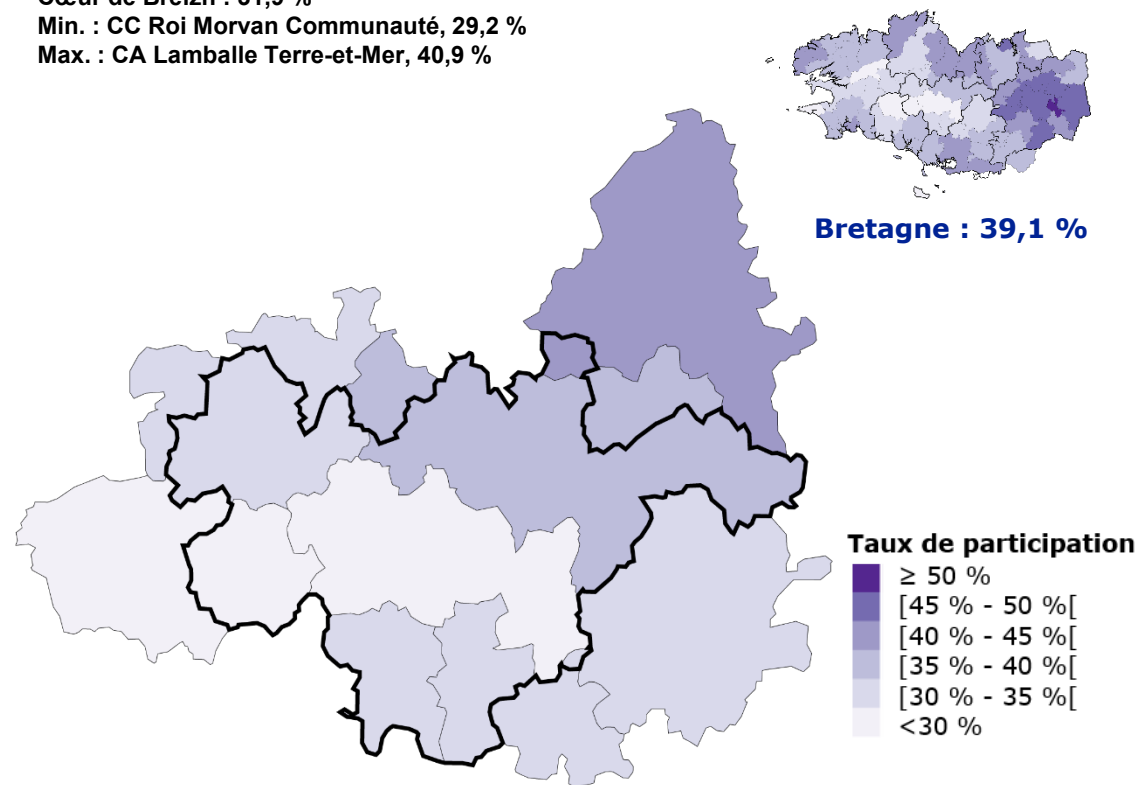 Min. : CC Roi Morvan Communauté, 29,2 %
Max. : CA Lamballe Terre-et-Mer, 40,9 %
Bretagne : 39,1 %
Taux de participation
≥ 50 %
[45 % - 50 %[
[40 % - 45 %[
[35 % - 40 %[
[30 % - 35 %[
<30 %